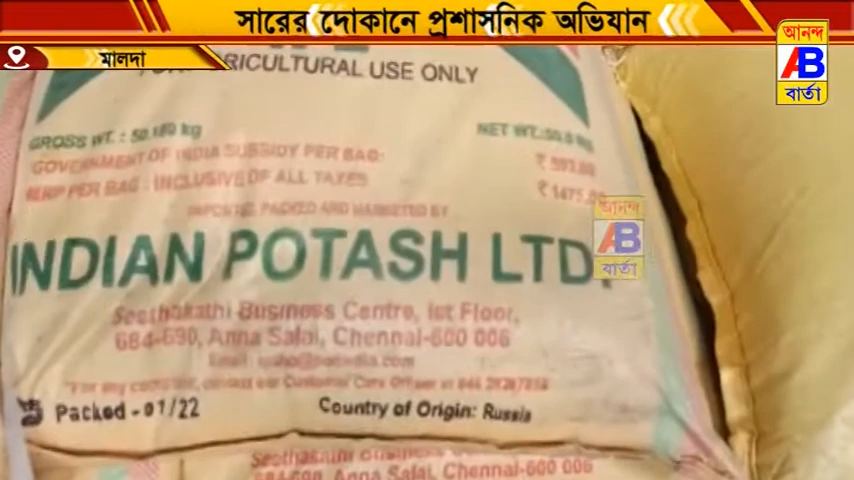 সারের দোকানে প্রশাসনিক অভিযান
মালদা
আনন্দ
AB
বার্তা
AGRICULTURAL USE ONLY
GROSS WT.: 50.180 kg
NET WT.:50.0
GOVERNMENT OF INDIA SUBSIDY PER BAG:
MRP PER BAG : INCLUSIVE OF ALL TAXES
₹ 1475.
IMPORTED, PACKED AND MARKETED BY
INDIAN POTASH LTD.
আনন্দ
AB
বার্তা
Seethakathi Business Centre, Ist Floor,
684-690, Anna Salai, Chennai-600 006
Packed - 01/22
Country of Origin: Russia
Seethakathi Business
684-690, Anna Salai, Chennai-600 006